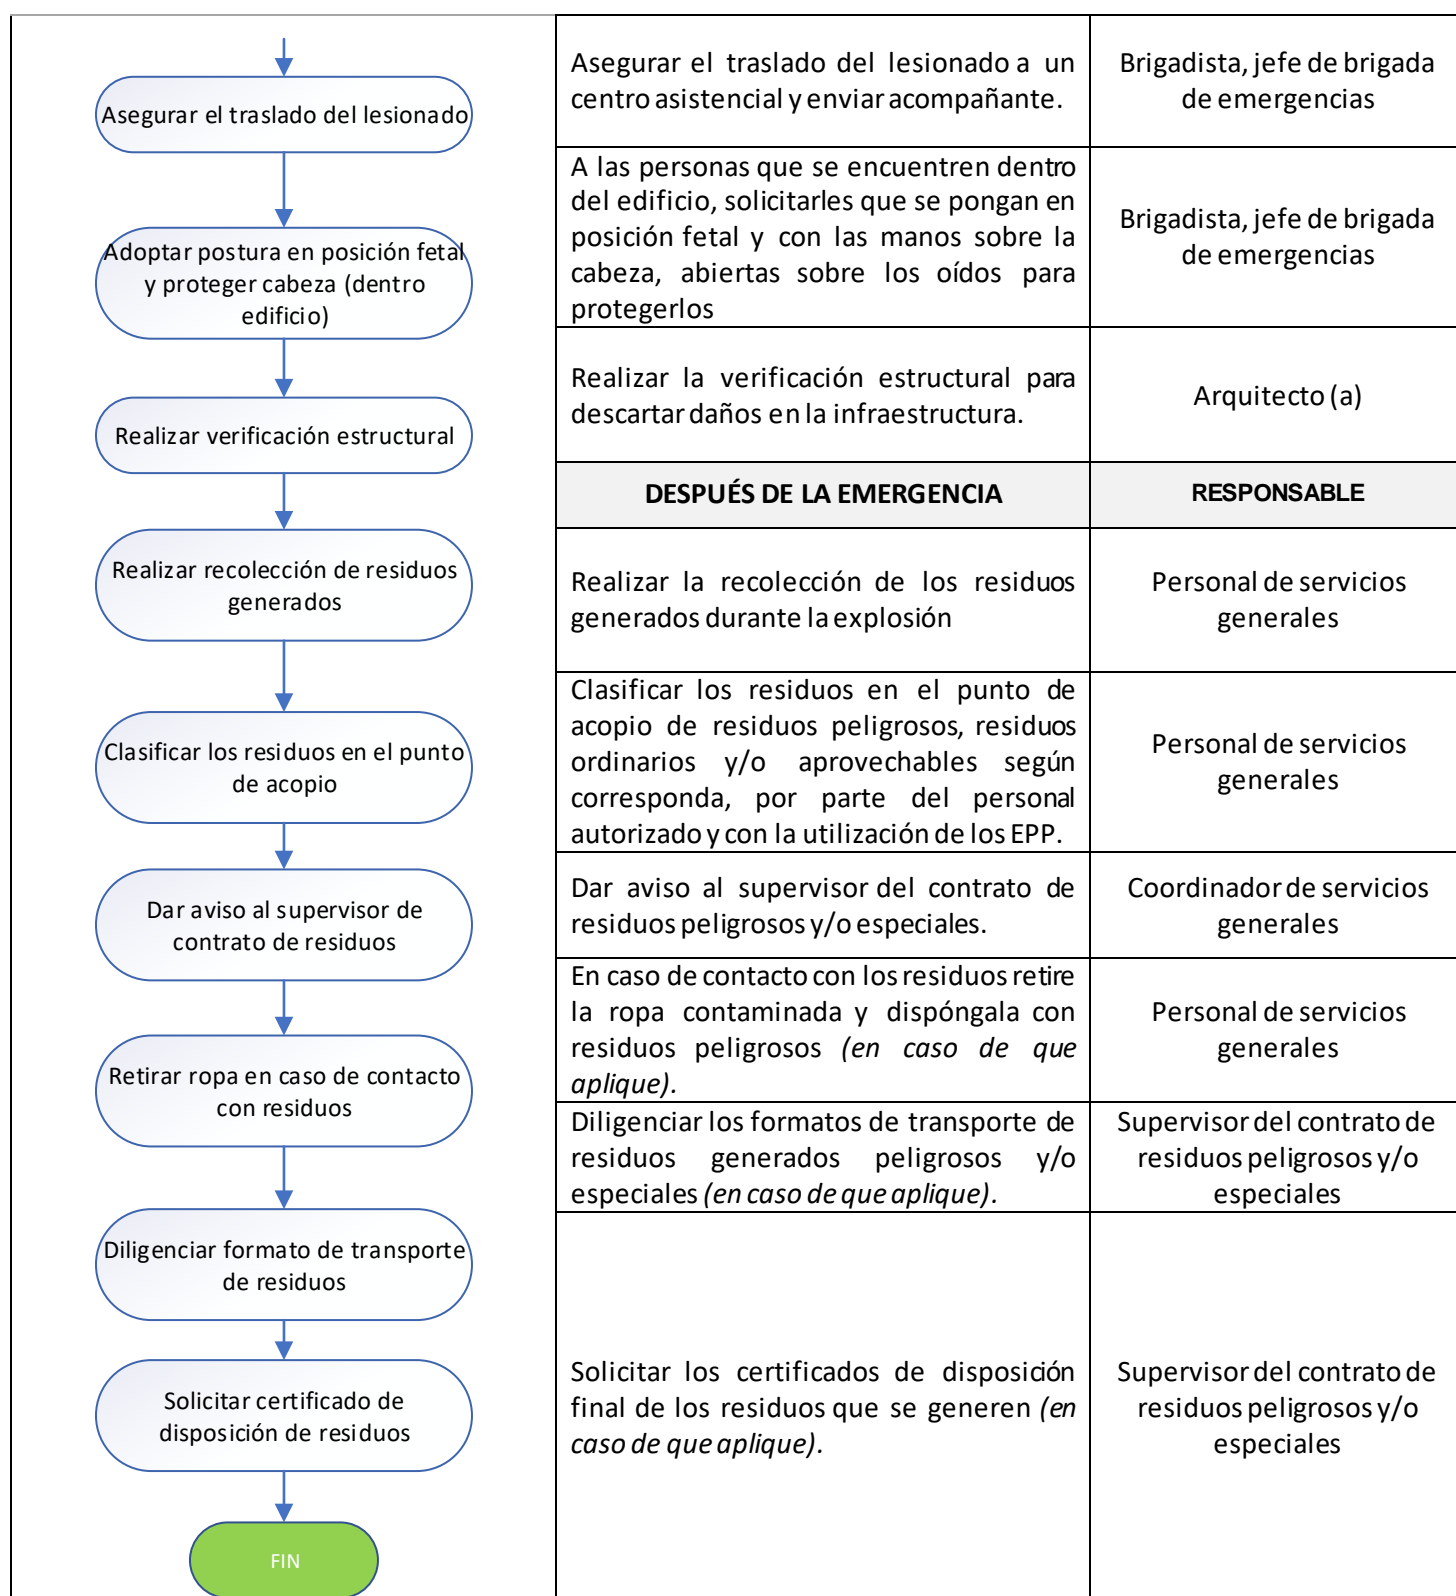 Asegurar el traslado del lesionado
Asegurar el traslado del lesionado a un
centro asistencial y enviar acompañante.
Brigadista, jefe de brigada
de emergencias
Adoptar postura en posición fetal
y proteger cabeza (dentro
edificio)
A las personas que se encuentren dentro
del edificio, solicitarles que se pongan en
posición fetal y con las manos sobre la
cabeza, abiertas sobre los oídos para
protegerlos
Brigadista, jefe de brigada
de emergencias
Realizar verificación estructural
Realizar la verificación estructural para
descartar daños en la infraestructura.
Arquitecto (a)
DESPUÉS DE LA EMERGENCIA
RESPONSABLE
Realizar recolección de residuos
generados
Realizar la recolección de los residuos
generados durante la explosión
Personal de servicios
generales
Clasificar los residuos en el punto
de acopio
Clasificar los residuos en el punto de
acopio de residuos peligrosos, residuos
ordinarios y/o aprovechables según
corresponda, por parte del personal
autorizado y con la utilización de los EPP.
Personal de servicios
generales
Dar aviso al supervisor de
contrato de residuos
Dar aviso al supervisor del contrato de
residuos peligrosos y/o especiales.
Coordinador de servicios
generales
Retirar ropa en caso de contacto
con residuos
En caso de contacto con los residuos retire
la ropa contaminada y dispóngala con
residuos peligrosos (en caso de que
aplique).
Personal de servicios
generales
Diligenciar formato de transporte
de residuos
Diligenciar los formatos de transporte de
residuos generados peligrosos y/o
especiales (en caso de que aplique).
Supervisor del contrato de
residuos peligrosos y/o
especiales
Solicitar certificado de
disposición de residuos
Solicitar los certificados de disposición
final de los residuos que se generen (en
caso de que aplique).
Supervisor del contrato de
residuos peligrosos y/o
especiales
FIN